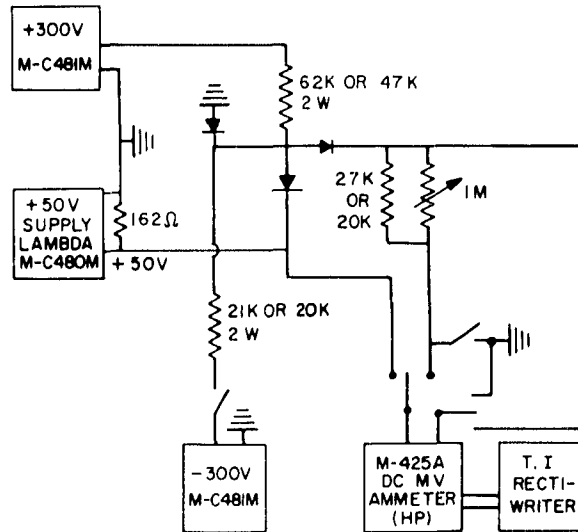 +300V
M-C481M
62K OR 47K
2 W
27K
OR
20K
1M
+50V
SUPPLY
LAMBDA
M-C480M
162Ω
+50V
21K OR 20K
2 W
-300V
M-C481M
M-425A
DC MV
AMMETER
(HP)
T. I
RECTI-
WRITER